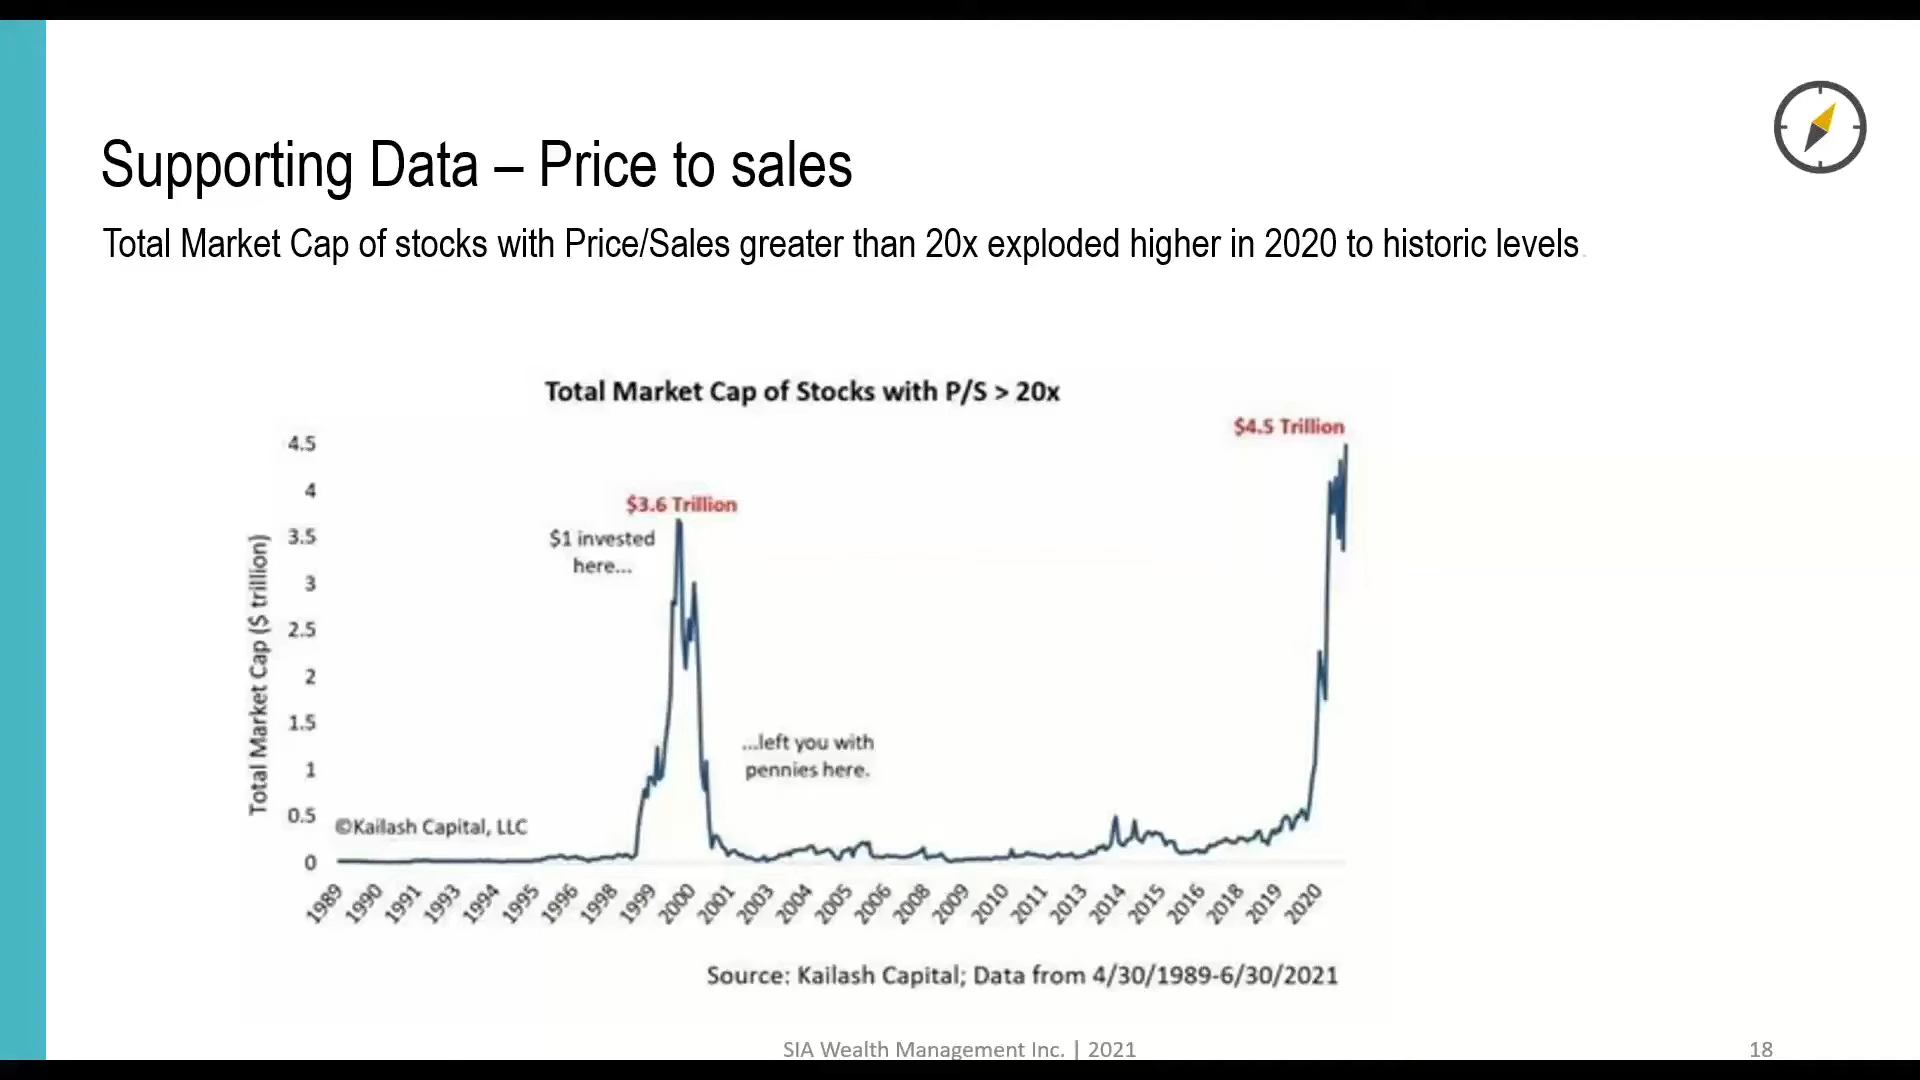 Supporting Data – Price to sales
Total Market Cap of stocks with Price/Sales greater than 20x exploded higher in 2020 to historic levels.
Total Market Cap of Stocks with P/S > 20x
$4.5 Trillion
4.5
4
$3.6 Trillion
3.5
$1 invested
here...
3
2.5
2
1.5
...left you with
pennies here.
1
0.5
©Kailash Capital, LLC
0
Total Market Cap ($ trillion)
1989 1990 1991 1993 1994 1995 1996 1998 1999 2000 2001 2003 2004 2005 2006 2008 2009 2010 2011 2013 2014 2015 2016 2018 2019 2020
Source: Kailash Capital; Data from 4/30/1989-6/30/2021
SIA Wealth Management Inc. | 2021
18